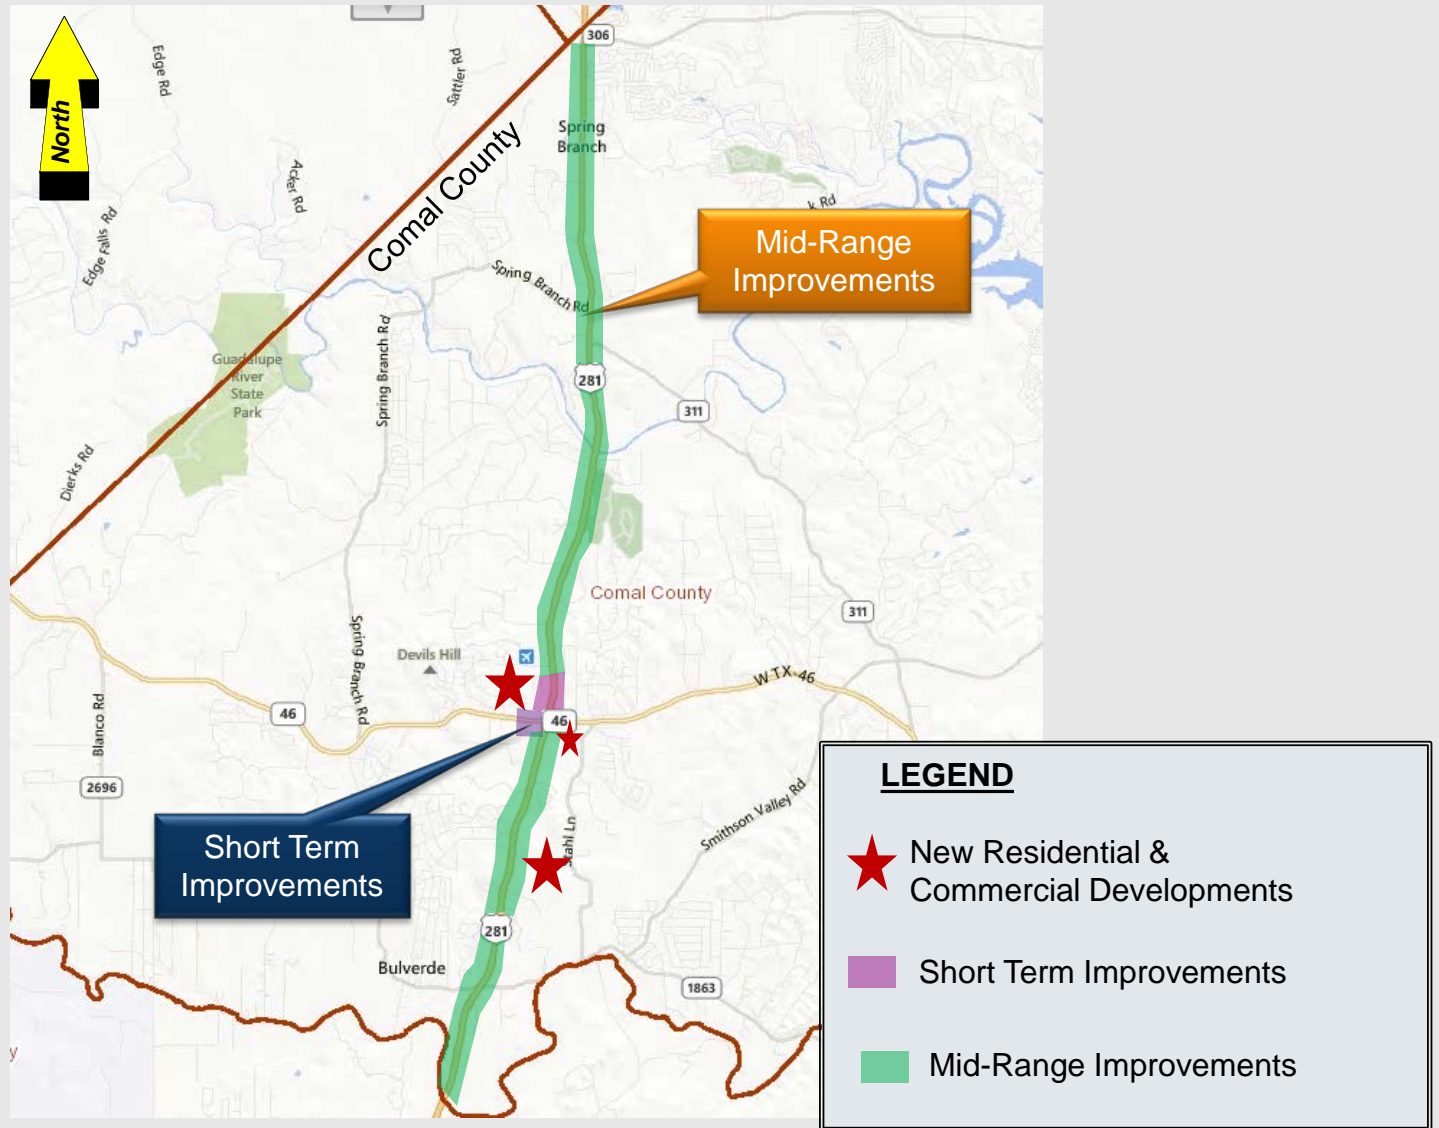 306
Edge Rd
Sattler Rd
North
Spring
Branch
Comal County
Acker Rd
k Rd
Edge Falls Rd
Mid-Range
Improvements
Spring Branch Rd
Spring Branch Rd
Guadalupe
River
State
Park
281
311
Dierks Rd
Comal County
311
Devils Hill
Spring Branch Rd
W TX-46
Blanco Rd
46
46
2696
Short Term
Improvements
Stahl Ln
Smithson Valley Rd
281
Bulverde
1863
y
LEGEND
New Residential &
Commercial Developments
Short Term Improvements
Mid-Range Improvements